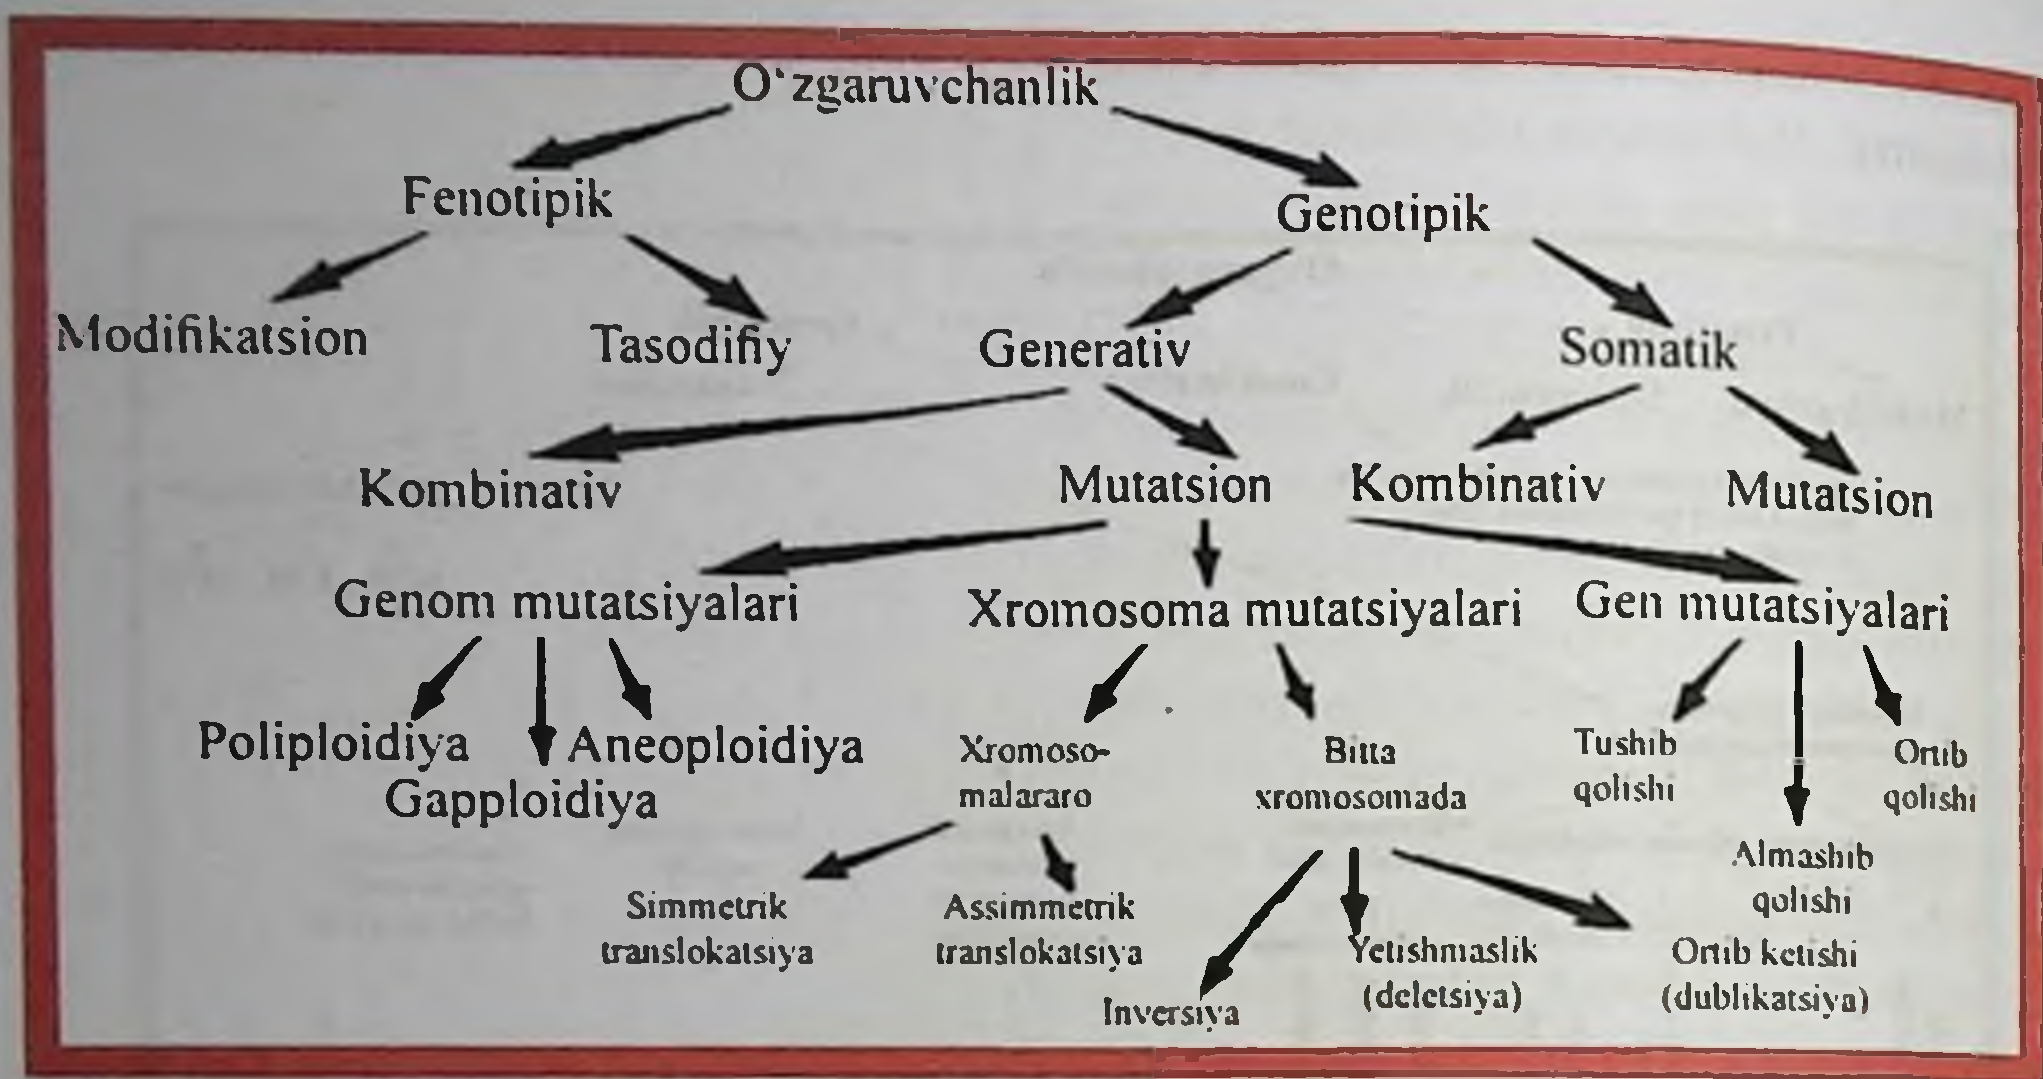 O‘zgaruvchanlik
Fenotipik
Genotipik
Modifikatsion
Tasodifiy
Generativ
Somatik
Kombinativ
Mutatsion
Kombinativ
Mutatsion
Genom mutatsiyalari
Xromosoma mutatsiyalari
Gen mutatsiyalari
Poliploidiya
Aneoploidiya
Gapploidiya
Xromoso-
malararo
Bitta
xromosomada
Tushib
qolishi
Ortib
qolishi
Almashib
qolishi
Simmetrik
translokatsiya
Assimmetrik
translokatsiya
Inversiya
Yetishmaslik
(deletsiya)
Ortib ketishi
(dublikatsiya)